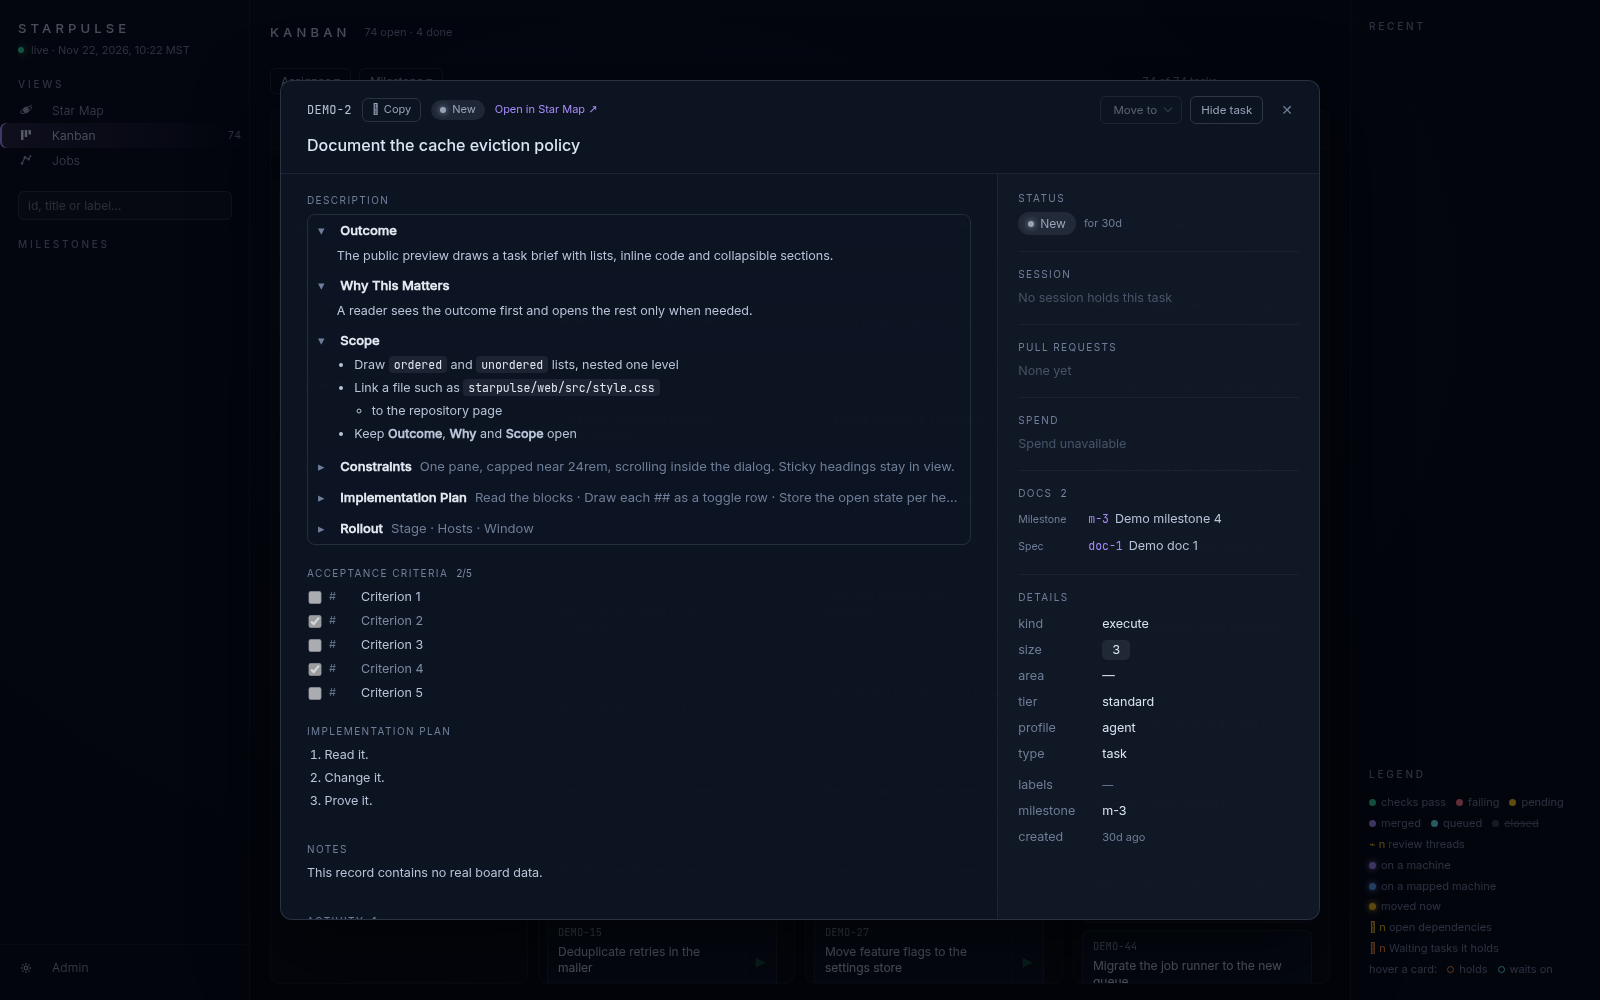 STARPULSE
live · Nov 22, 2026, 10:22 MST
VIEWS
Star Map
Kanban 74
Jobs
id, title or label...
MILESTONES
Admin
KANBAN 74 open · 4 done
DEMO-2 Copy New Open in Star Map ↗ Move to Hide task ×
Document the cache eviction policy
DESCRIPTION
▾ Outcome
The public preview draws a task brief with lists, inline code and collapsible sections.
▾ Why This Matters
A reader sees the outcome first and opens the rest only when needed.
▾ Scope
• Draw ordered and unordered lists, nested one level
• Link a file such as starpulse/web/src/style.css
◦ to the repository page
• Keep Outcome, Why and Scope open
▸ Constraints One pane, capped near 24rem, scrolling inside the dialog. Sticky headings stay in view.
▸ Implementation Plan Read the blocks · Draw each ## as a toggle row · Store the open state per he...
▸ Rollout Stage · Hosts · Window
ACCEPTANCE CRITERIA 2/5
# Criterion 1
# Criterion 2
# Criterion 3
# Criterion 4
# Criterion 5
IMPLEMENTATION PLAN
1. Read it.
2. Change it.
3. Prove it.
NOTES
This record contains no real board data.
STATUS
New for 30d
SESSION
No session holds this task
PULL REQUESTS
None yet
SPEND
Spend unavailable
DOCS 2
Milestone m-3 Demo milestone 4
Spec doc-1 Demo doc 1
DETAILS
kind execute
size 3
area —
tier standard
profile agent
type task
labels —
milestone m-3
created 30d ago
DEMO-15
Deduplicate retries in the
mailer
DEMO-27
Move feature flags to the
settings store
DEMO-44
Migrate the job runner to the new
queue
RECENT
LEGEND
checks pass failing pending
merged queued closed
n review threads
on a machine
on a mapped machine
moved now
n open dependencies
n Waiting tasks it holds
hover a card: holds waits on